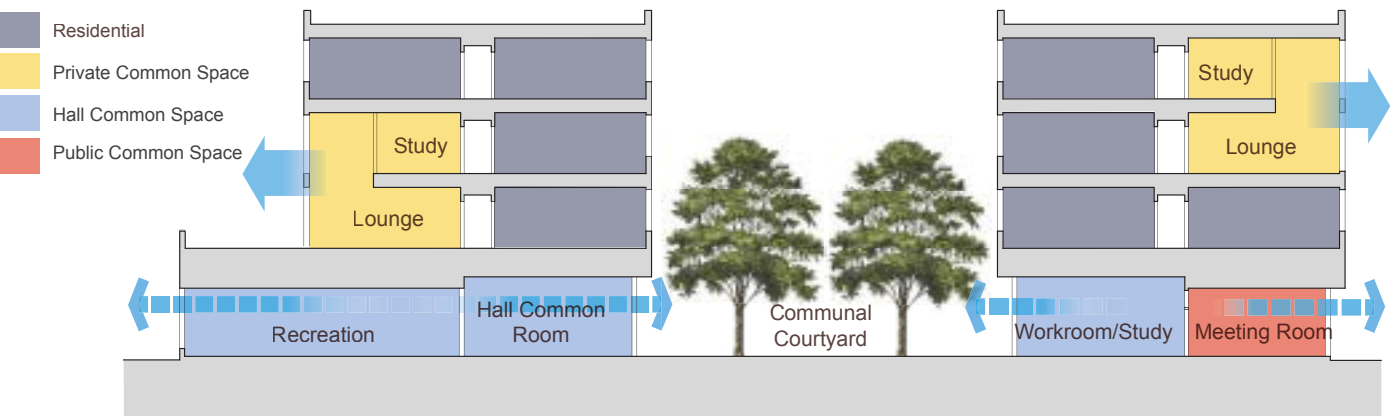 Residential
Private Common Space
Hall Common Space
Public Common Space
Study
Lounge
Study
Lounge
Recreation
Hall Common
Room
Communal
Courtyard
Workroom/Study
Meeting Room